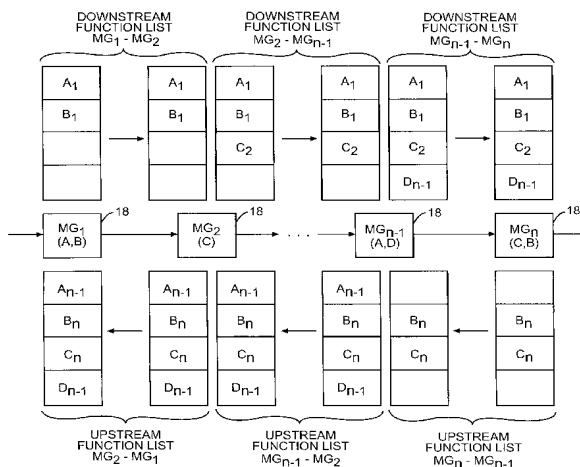 DOWNSTREAM
FUNCTION LIST
MG1 - MG2
DOWNSTREAM
FUNCTION LIST
MG2 - MGn-1
DOWNSTREAM
FUNCTION LIST
MGn-1 - MGn
A1 A1 A1 A1 A1 A1
B1 B1 B1 B1 B1 B1
C2 C2 C2 C2
Dn-1 Dn-1
18 18 18 18
MG1
(A,B)
MG2
(C)
. . .
MGn-1
(A,D)
MGn
(C,B)
An-1 An-1 An-1 An-1
Bn Bn Bn Bn Bn Bn
Cn Cn Cn Cn Cn Cn
Dn-1 Dn-1 Dn-1 Dn-1
UPSTREAM
FUNCTION LIST
MG2 - MG1
UPSTREAM
FUNCTION LIST
MGn-1 - MG2
UPSTREAM
FUNCTION LIST
MGn - MGn-1